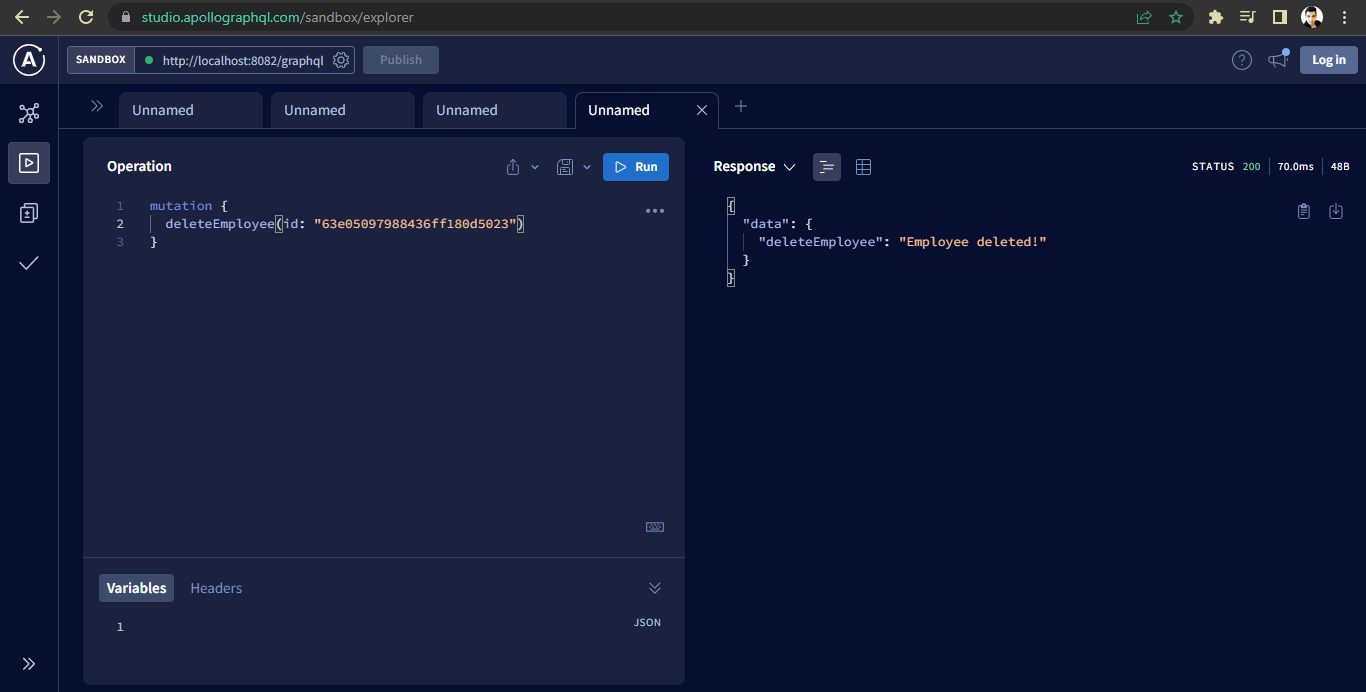 studio.apollographql.com/sandbox/explorer
A
SANDBOX http://localhost:8082/graphql Publish ? Log in
Unnamed Unnamed Unnamed Unnamed
Operation Run
1 mutation {
2 deleteEmployee(id: "63e05097988436ff180d5023")
3 }
Response STATUS 200 70.0ms 48B
{
"data": {
"deleteEmployee": "Employee deleted!"
}
}
Variables Headers
1 JSON